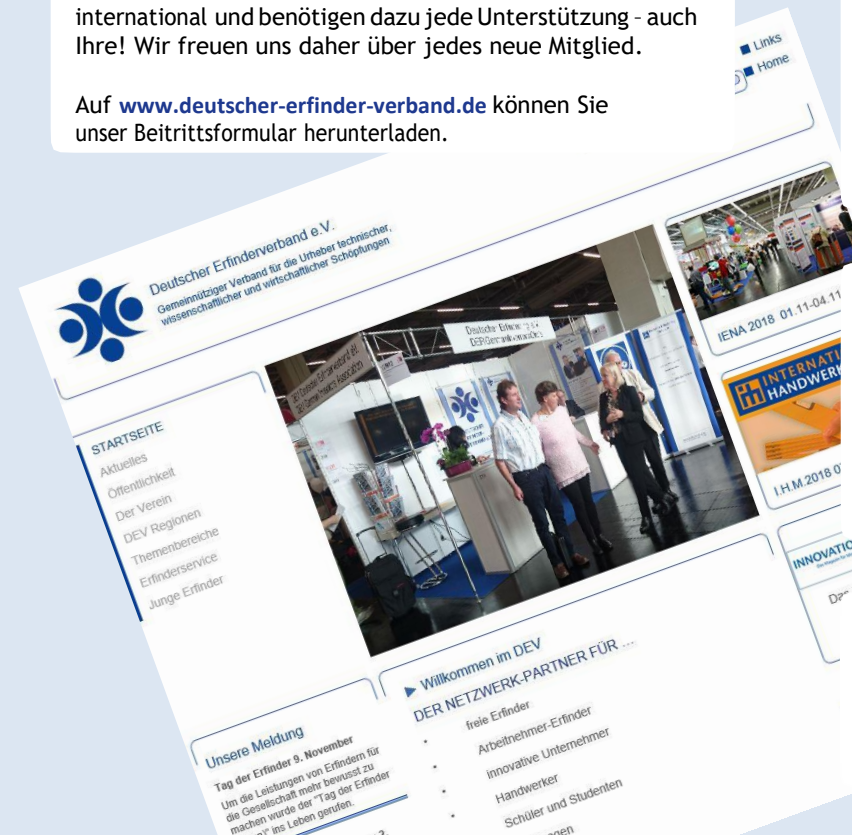 international und benötigen dazu jede Unterstützung – auch
Ihre! Wir freuen uns daher über jedes neue Mitglied.
Auf www.deutscher-erfinder-verband.de können Sie
unser Beitrittsformular herunterladen.
Links
Home
Deutscher Erfinderverband e.V.
Gemeinnütziger Verband für die Urheber technischer,
wissenschaftlicher und wirtschaftlicher Schöpfungen
STARTSEITE
Aktuelles
Öffentlichkeit
Der Verein
DEV Regionen
Themenbereiche
Erfinderservice
Junge Erfinder
IENA 2018 01.11-04.11
HANDWERK
I.H.M.2018
Willkommen im DEV
DER NETZWERK-PARTNER FÜR ...
freie Erfinder
Arbeitnehmer-Erfinder
innovative Unternehmer
Handwerker
Schüler und Studenten
Unsere Meldung
Tag der Erfinder 9. November
Um die Leistungen von Erfindern für
die Gesellschaft mehr bewusst zu
machen wurde der "Tag der Erfinder
ins Leben gerufen.